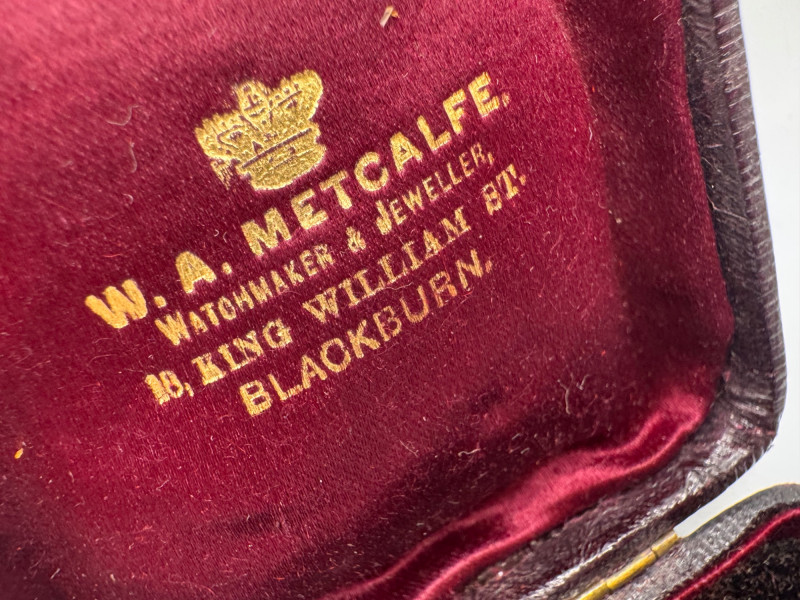 W. A. METCALFE.
WATCHMAKER & JEWELLER,
18, KING WILLIAM ST.
BLACKBURN.